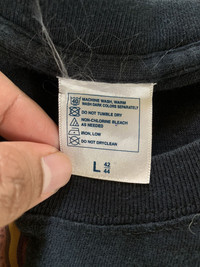 MACHINE WASH, WARM
WASH DARK COLORS SEPARATELY
DO NOT TUMBLE DRY
NON-CHLORINE BLEACH
AS NEEDED
IRON, LOW
DO NOT DRYCLEAN
L 42
44